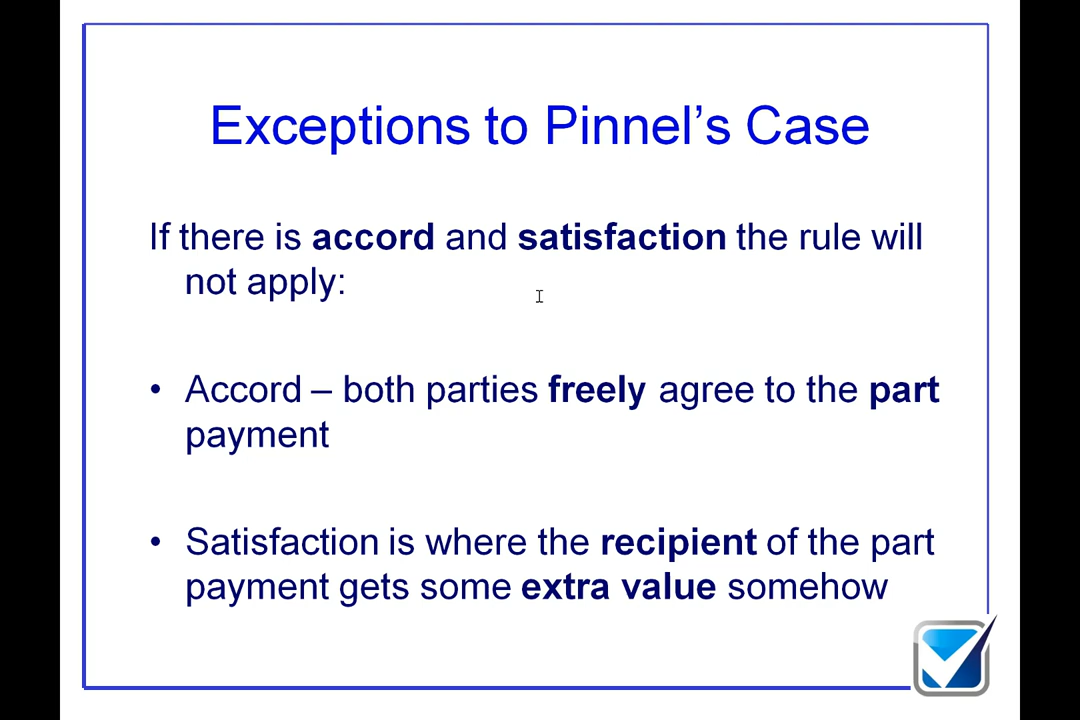 Exceptions to Pinnel's Case
If there is accord and satisfaction the rule will
not apply:
• Accord – both parties freely agree to the part
payment
• Satisfaction is where the recipient of the part
payment gets some extra value somehow